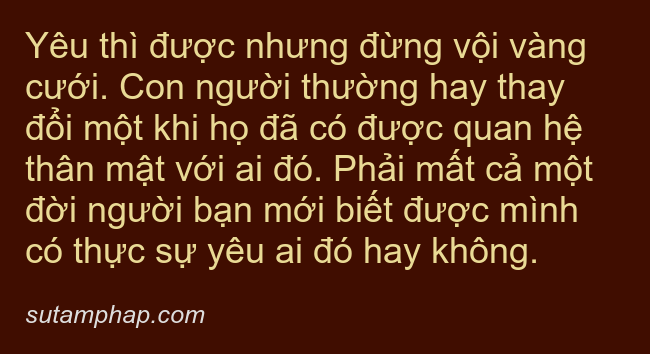 Yêu thì được nhưng đừng vội vàng
cưới. Con người thường hay thay
đổi một khi họ đã có được quan hệ
thân mật với ai đó. Phải mất cả một
đời người bạn mới biết được mình
có thực sự yêu ai đó hay không.
sutamphap.com